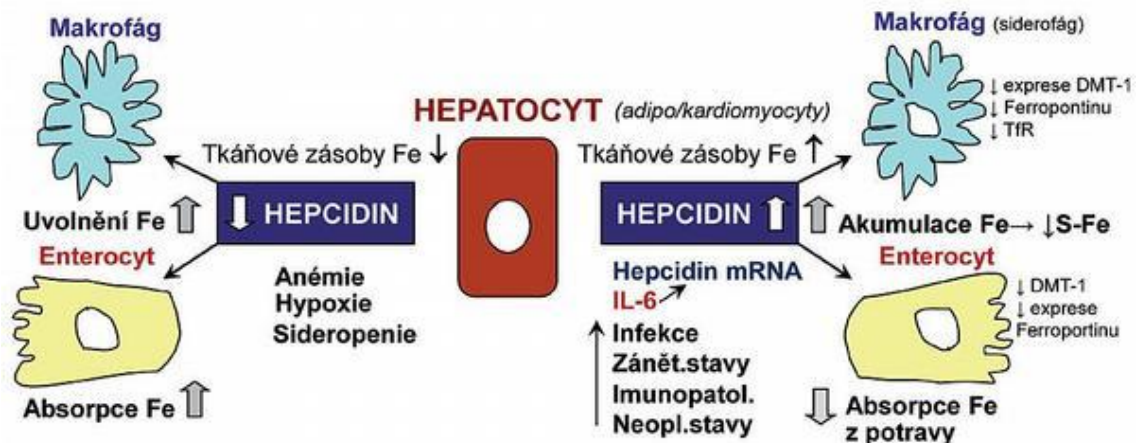 Makrofág
Makrofág (siderofág)
↓ exprese DMT-1
↓ Ferropontinu
↓ TfR
HEPATOCYT (adipo/kardiomyocyty)
Tkáňové zásoby Fe ↓
Tkáňové zásoby Fe ↑
HEPCIDIN
HEPCIDIN
Uvolnění Fe
Akumulace Fe→ ↓S-Fe
Enterocyt
Enterocyt
Anémie
Hypoxie
Sideropenie
Hepcidin mRNA
IL-6
Infekce
Zánět.stavy
Imunopatol.
Neopl.stavy
↓ DMT-1
↓ exprese
Ferroportinu
Absorpce Fe
Absorpce Fe
z potravy